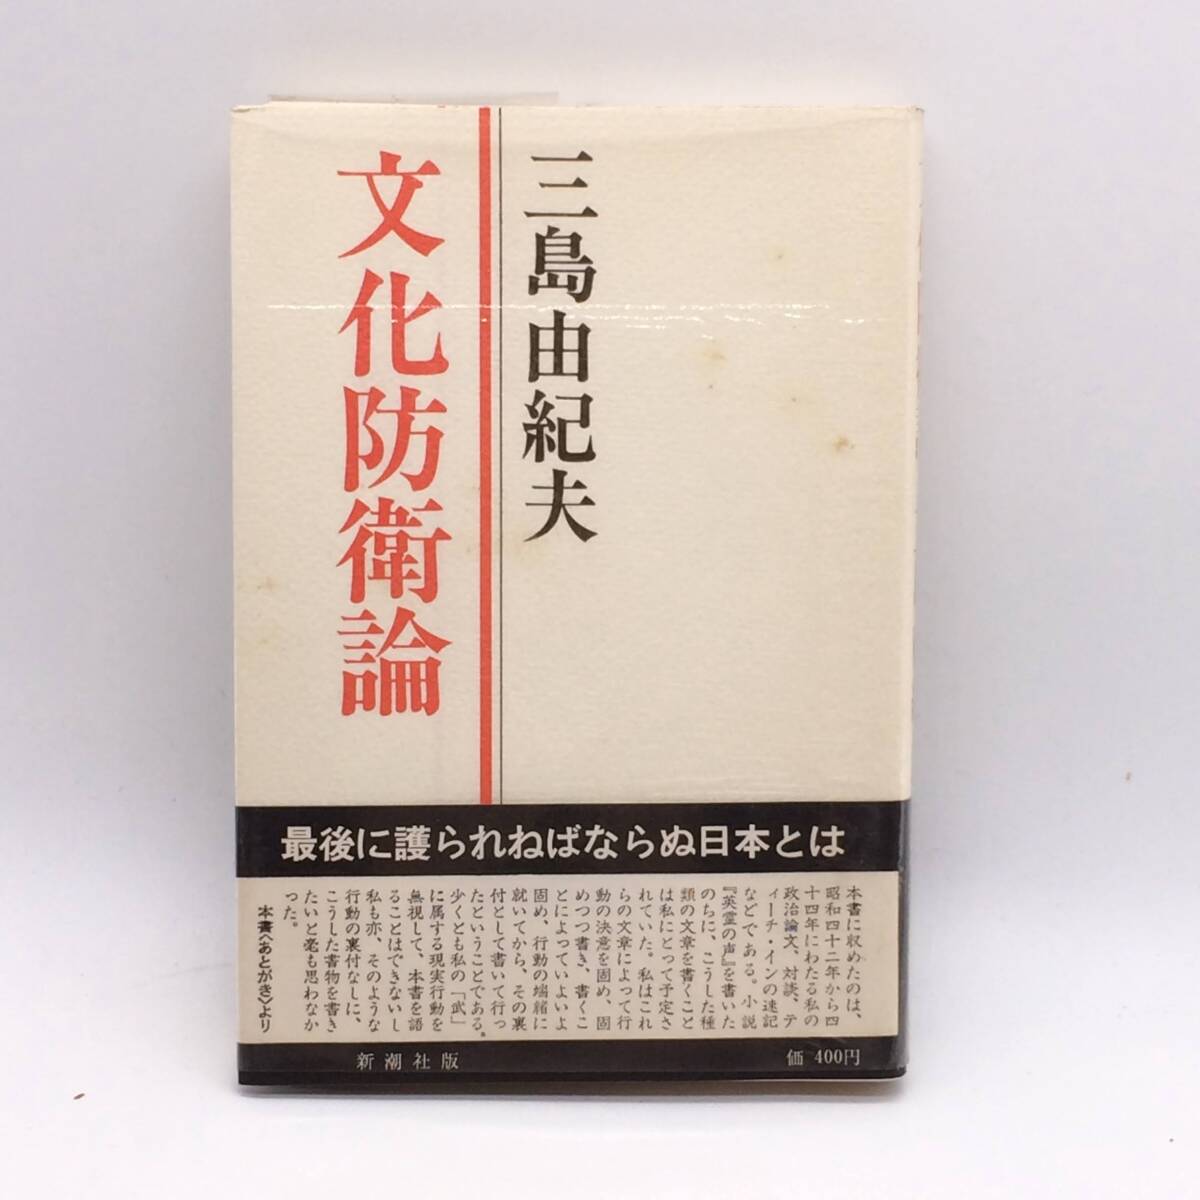 三島由紀夫
文化防衛論
最後に護られねばならぬ日本とは
本書に収めたのは、
昭和四十二年から四
十四年にわたる私の
政治論文、対談、テ
ィーチ・インの速記
などである。小説
『英霊の声』を書いた
のちに、こうした種
類の文章を書くこと
は私にとって予定さ
れていた。私はこれ
らの文章によって行
動の決意を固め、固
めつつ書き、書くこ
とによっていよいよ
固め、行動の端緒に
就いてから、その裏
付として書いて行っ
たということである。
少くとも私の「武」
に属する現実行動を
無視して、本書を語
ることはできないし
私も亦、そのような
行動の裏付なしに、
こうした書物を書き
たいと毫も思わなか
った。
本書〈あとがき〉より
新潮社版
価 400円